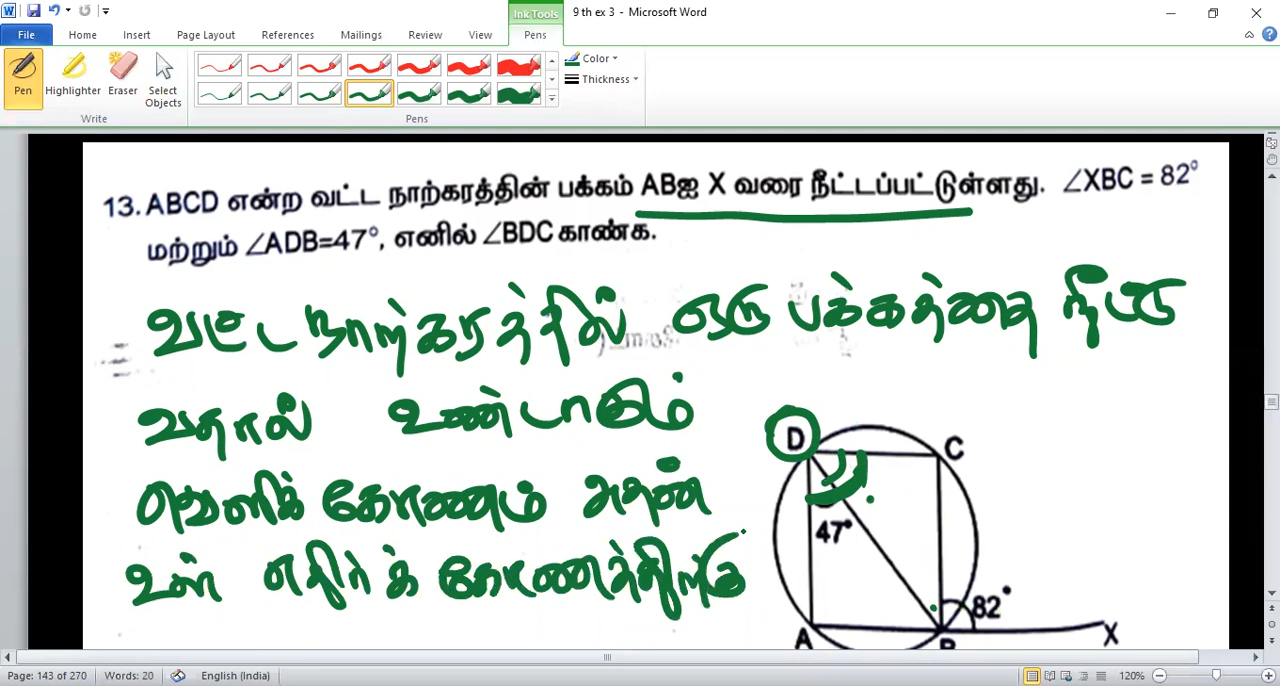 Ink Tools
9 th ex 3 - Microsoft Word
File Home Insert Page Layout References Mailings Review View Pens
Pen Highlighter Eraser Select Objects
Color
Thickness
Write Pens
13. ABCD என்ற வட்ட நாற்கரத்தின் பக்கம் ABஐ X வரை நீட்டப்பட்டுள்ளது. ∠XBC = 82°
மற்றும் ∠ADB=47°, எனில் ∠BDC காண்க.
வட்டநாற்கரத்தில் ஒரு பக்கத்தை நீட்டு
வதால் உண்டாகும்
வெளிக் கோணம் அதன்
உள் எதிர்க் கோணத்திற்கு
D C
47°
82°
A B X
Page: 143 of 270 Words: 20 English (India) 120%